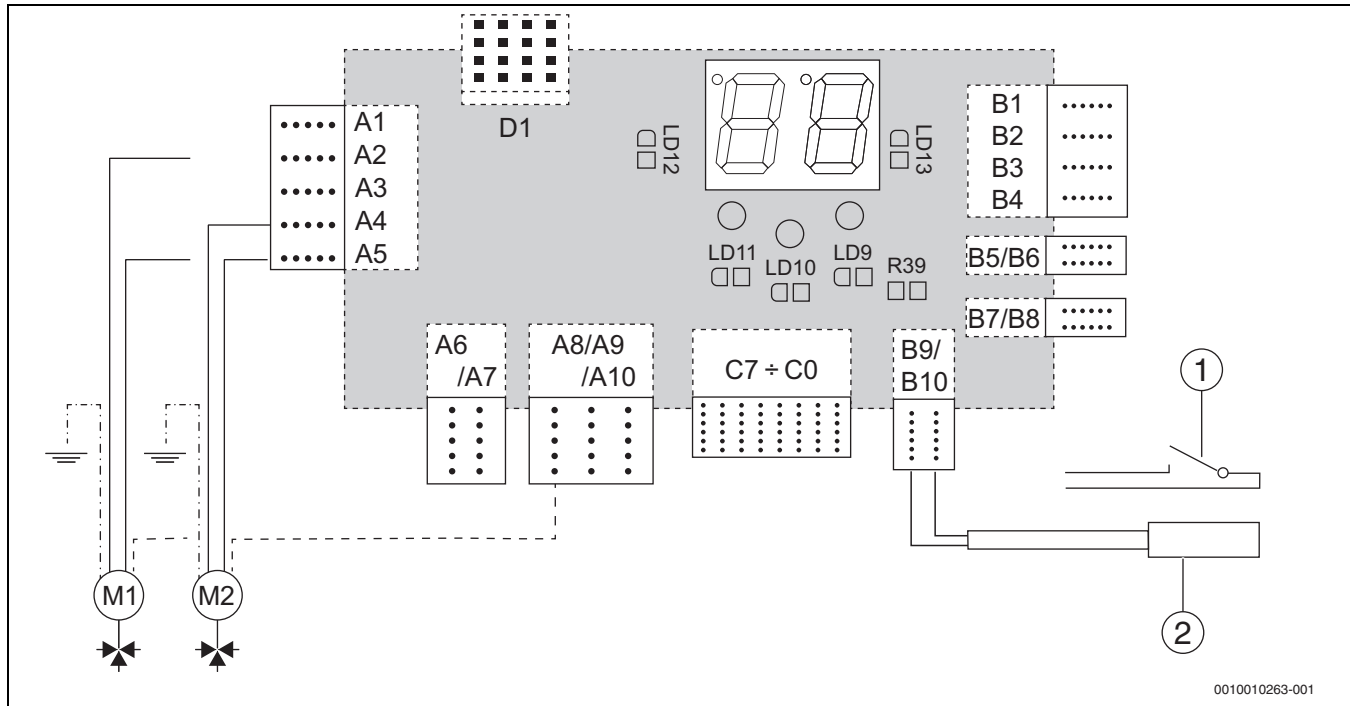 D1
A1
A2
A3
A4
A5
LD12
LD13
B1
B2
B3
B4
LD11
LD10
LD9
R39
B5/B6
B7/B8
A6
/A7
A8/A9
/A10
C7 ÷ C0
B9/
B10
1
M1
M2
2
0010010263-001